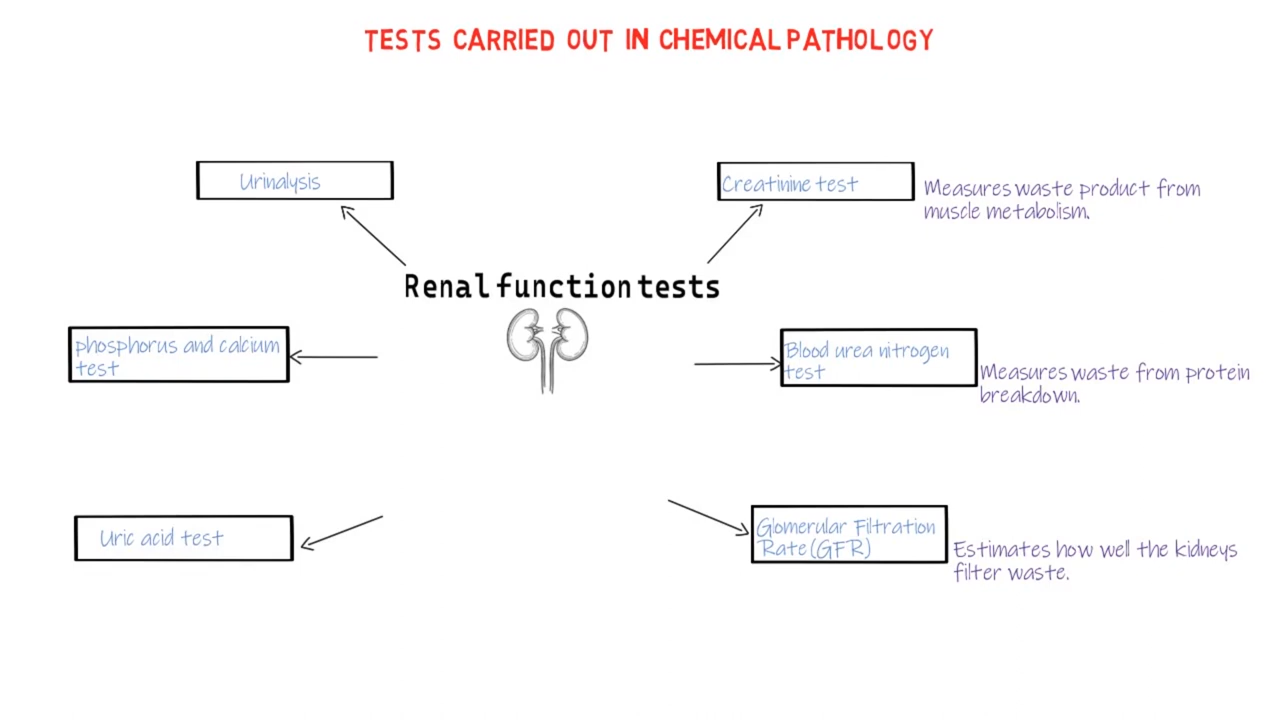 TESTS CARRIED OUT IN CHEMICAL PATHOLOGY
Urinalysis
Creatinine test
Measures waste product from
muscle metabolism.
Renal function tests
phosphorus and calcium
test
Blood urea nitrogen
test
Measures waste from protein
breakdown.
Uric acid test
Glomerular Filtration
Rate(GFR)
Estimates how well the kidneys
filter waste.